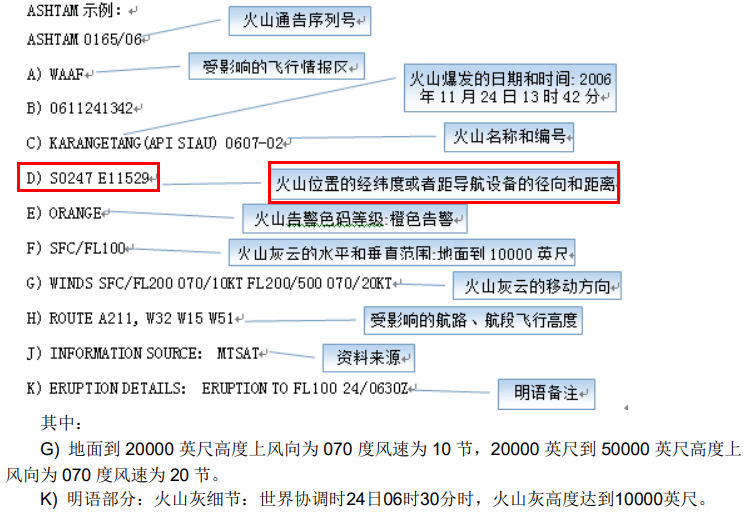 ASHTAM 示例：
ASHTAM 0165/06
火山通告序列号
A) WAAF
受影响的飞行情报区
B) 0611241342
火山爆发的日期和时间: 2006
年 11 月 24 日 13 时 42 分
C) KARANGETANG(API SIAU) 0607-02
火山名称和编号
D) S0247 E11529
火山位置的经纬度或者距导航设备的径向和距离
E) ORANGE
火山告警色码等级:橙色告警
F) SFC/FL100
火山灰云的水平和垂直范围:地面到 10000 英尺
G) WINDS SFC/FL200 070/10KT FL200/500 070/20KT
火山灰云的移动方向
H) ROUTE A211, W32 W15 W51
受影响的航路、航段飞行高度
J) INFORMATION SOURCE: MTSAT
资料来源
K) ERUPTION DETAILS: ERUPTION TO FL100 24/0630Z
明语备注
其中:
G) 地面到 20000 英尺高度上风向为 070 度风速为 10 节，20000 英尺到 50000 英尺高度上
风向为 070 度风速为 20 节。
K) 明语部分：火山灰细节：世界协调时24日06时30分时，火山灰高度达到10000英尺。